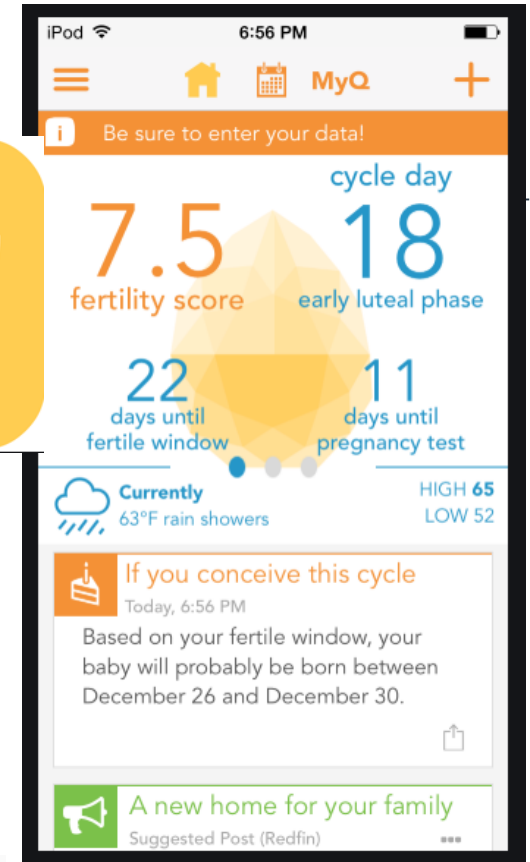 iPod 6:56 PM
MyQ
i Be sure to enter your data!
7.5
fertility score
cycle day
18
early luteal phase
22
days until
fertile window
11
days until
pregnancy test
Currently
63°F rain showers
HIGH 65
LOW 52
If you conceive this cycle
Today, 6:56 PM
Based on your fertile window, your
baby will probably be born between
December 26 and December 30.
A new home for your family
Suggested Post (Redfin)